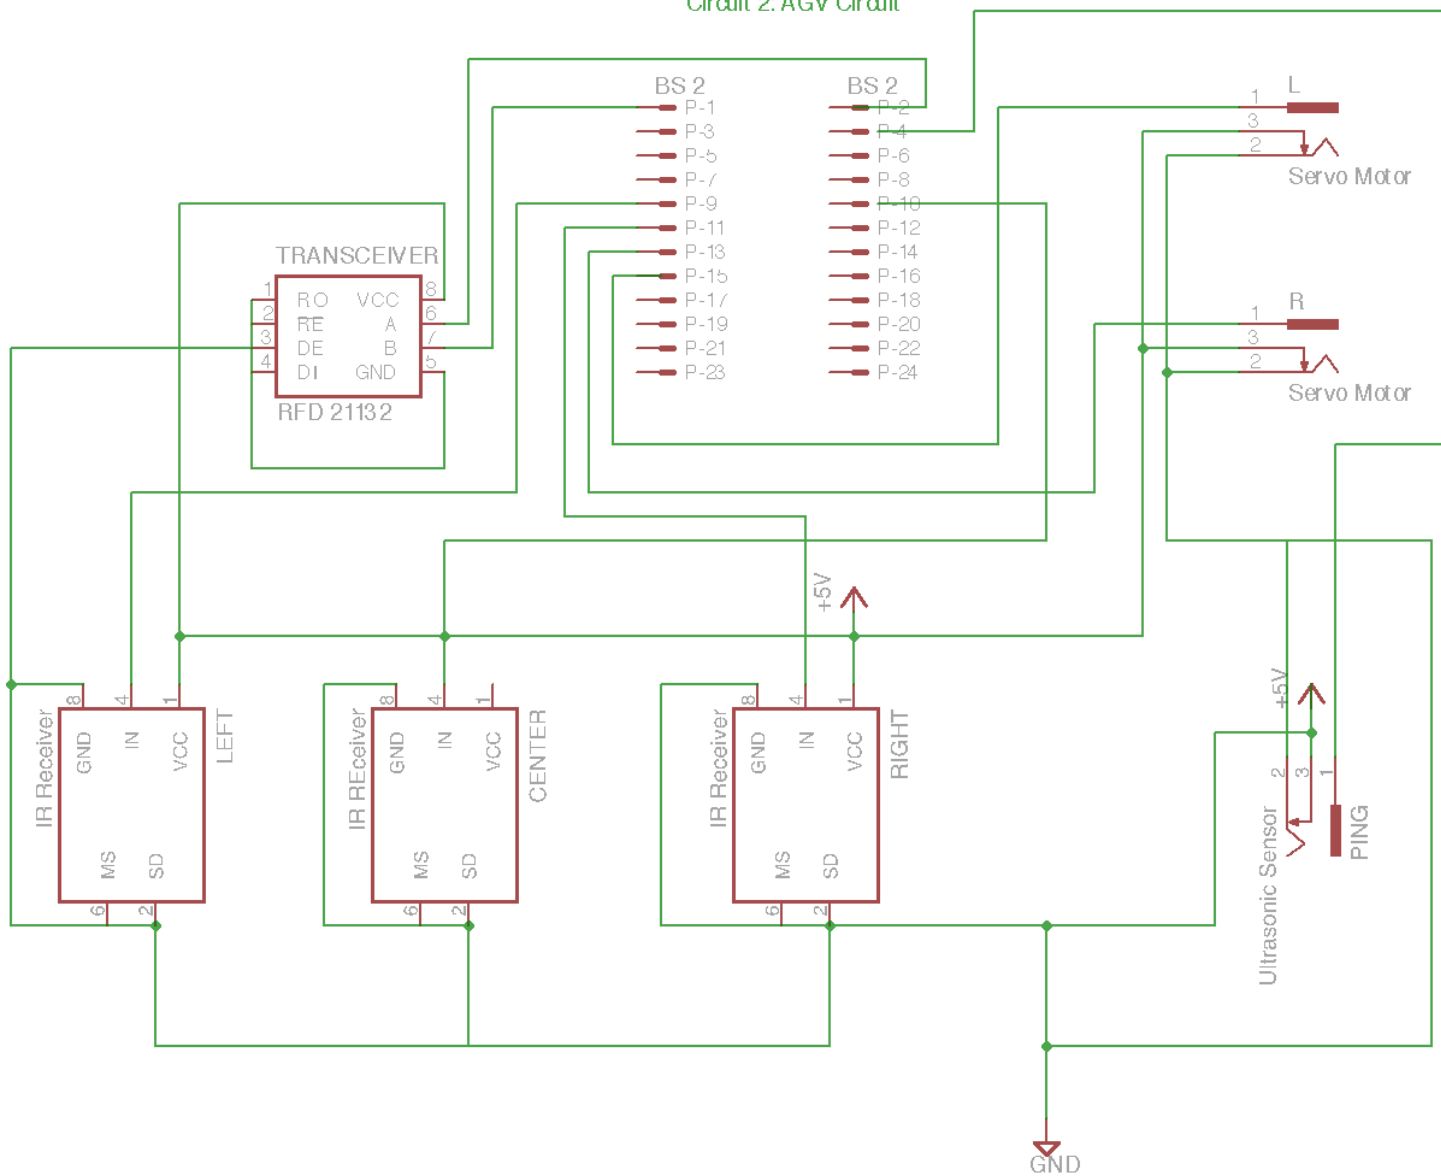 Circuit 2: AGV Circuit
BS 2
P-1
P-3
P-5
P-7
P-9
P-11
P-13
P-15
P-17
P-19
P-21
P-23
BS 2
P-2
P-4
P-6
P-8
P-10
P-12
P-14
P-16
P-18
P-20
P-22
P-24
L
1
3
2
Servo Motor
R
1
3
2
Servo Motor
TRANSCEIVER
1 RO VCC 8
2 RE A 6
3 DE B 7
4 DI GND 5
RFD 21132
+5V
IR Receiver
8 4 1
GND IN VCC
LEFT
MS SD
6 2
IR REceiver
8 4 1
GND IN VCC
CENTER
MS SD
6 2
IR Receiver
8 4 1
GND IN VCC
RIGHT
MS SD
6 2
+5V
2 3 1
Ultrasonic Sensor
PING
GND